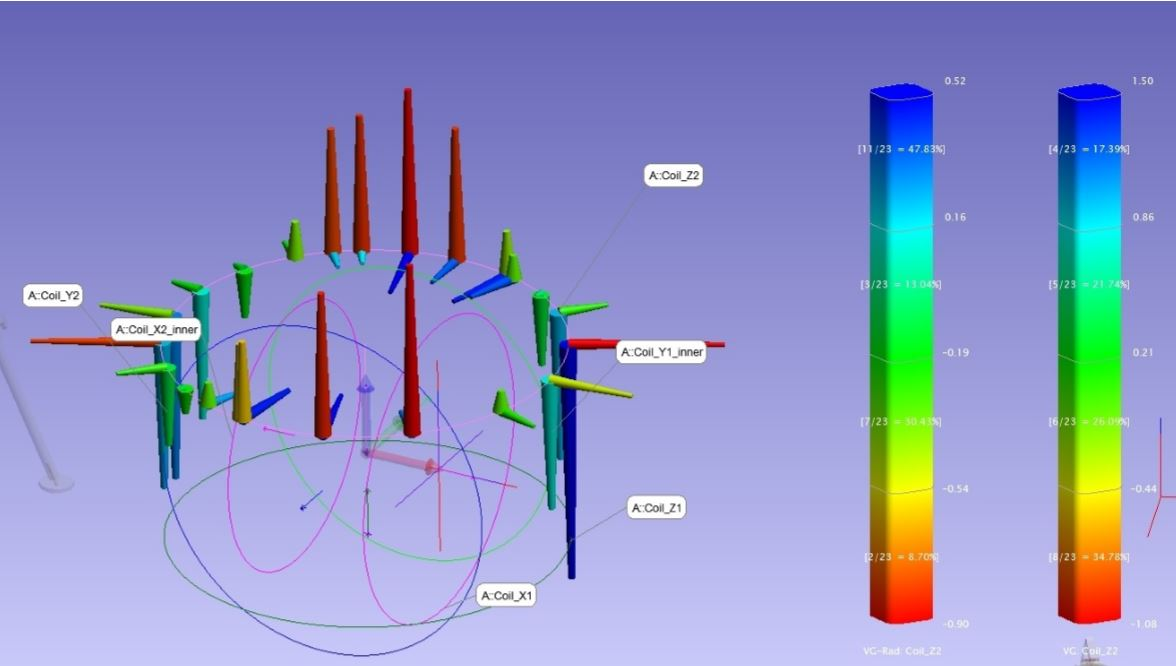 0.52
1.50
[11/23 = 47.83%]
[4/23 = 17.39%]
A::Coil_Z2
0.16
0.86
[3/23 = 13.04%]
[5/23 = 21.74%]
A::Coil_Y2
A::Coil_X2_inner
A::Coil_Y1_inner
-0.19
0.21
[7/23 = 30.43%]
[6/23 = 26.09%]
-0.54
-0.44
A::Coil_Z1
[2/23 = 8.70%]
[8/23 = 34.78%]
A::Coil_X1
-0.90
-1.08
VG-Rad. Coil_Z2
VG. Coil_Z2